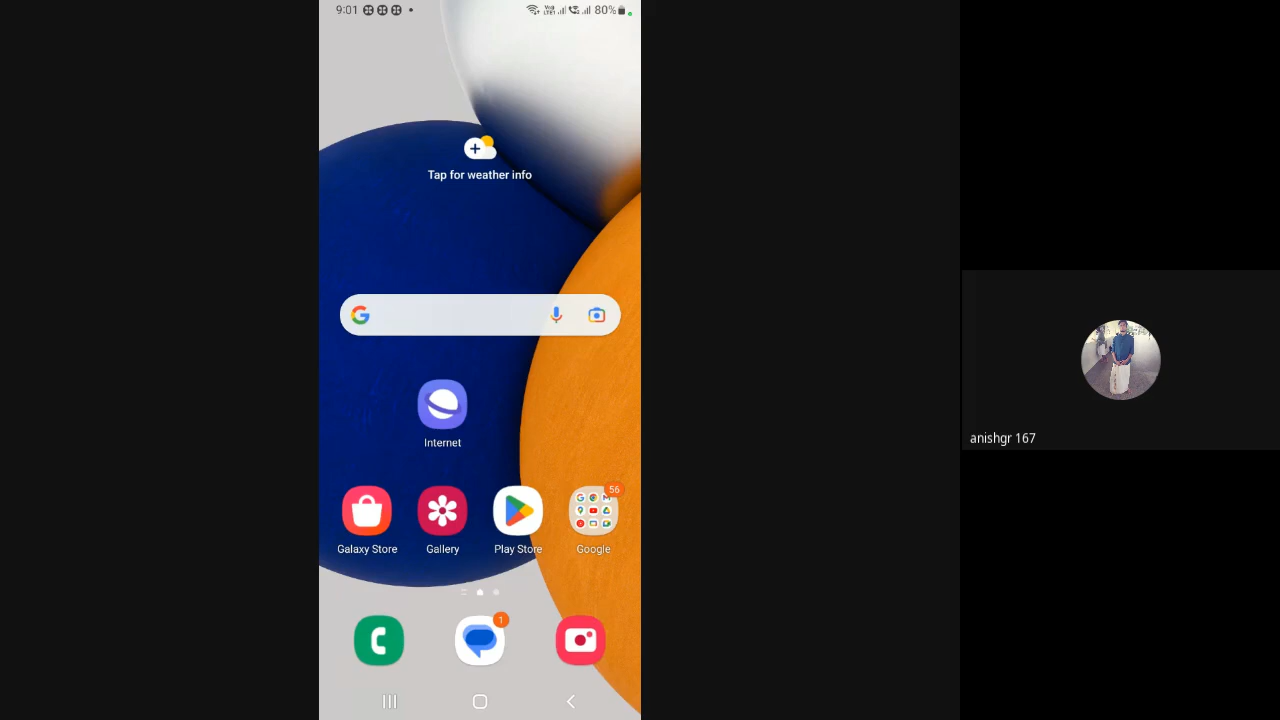 9:01
80%
Tap for weather info
Internet
56
Galaxy Store
Gallery
Play Store
Google
1
anishgr 167